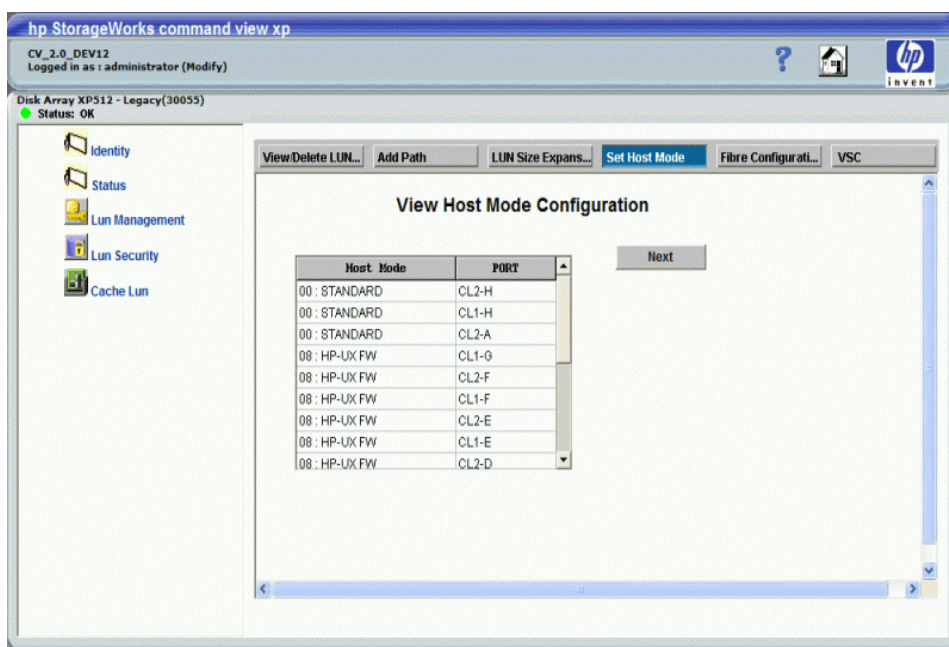 hp StorageWorks command view xp
CV_2.0_DEV12
Logged in as : administrator (Modify)
?
hp
invent
Disk Array XP512 - Legacy(30055)
Status: OK
Identity
Status
Lun Management
Lun Security
Cache Lun
View/Delete LUN... Add Path LUN Size Expans... Set Host Mode Fibre Configurati... VSC
View Host Mode Configuration
Next
Host Mode PORT
00 : STANDARD CL2-H
00 : STANDARD CL1-H
00 : STANDARD CL2-A
08 : HP-UX FW CL1-G
08 : HP-UX FW CL2-F
08 : HP-UX FW CL1-F
08 : HP-UX FW CL2-E
08 : HP-UX FW CL1-E
08 : HP-UX FW CL2-D